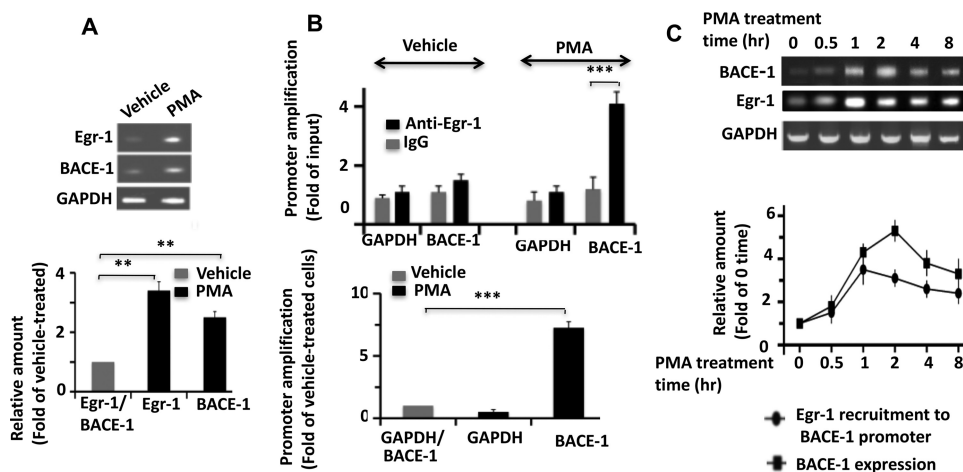 A
Vehicle
PMA
Egr-1
BACE-1
GAPDH
**
**
Vehicle
PMA
Relative amount
(Fold of vehicle-treated)
4
2
0
Egr-1/
BACE-1
Egr-1
BACE-1
B
Vehicle
PMA
***
Anti-Egr-1
IgG
Promoter amplification
(Fold of input)
4
2
0
GAPDH
BACE-1
GAPDH
BACE-1
Vehicle
PMA
***
Promoter amplification
(Fold of vehicle-treated cells)
10
5
0
GAPDH/
BACE-1
GAPDH
BACE-1
C
PMA treatment
time (hr)
0 0.5 1 2 4 8
BACE-1
Egr-1
GAPDH
Relative amount
(Fold of 0 time)
6
4
2
0
PMA treatment
time (hr)
0 0.5 1 2 4 8
Egr-1 recruitment to
BACE-1 promoter
BACE-1 expression